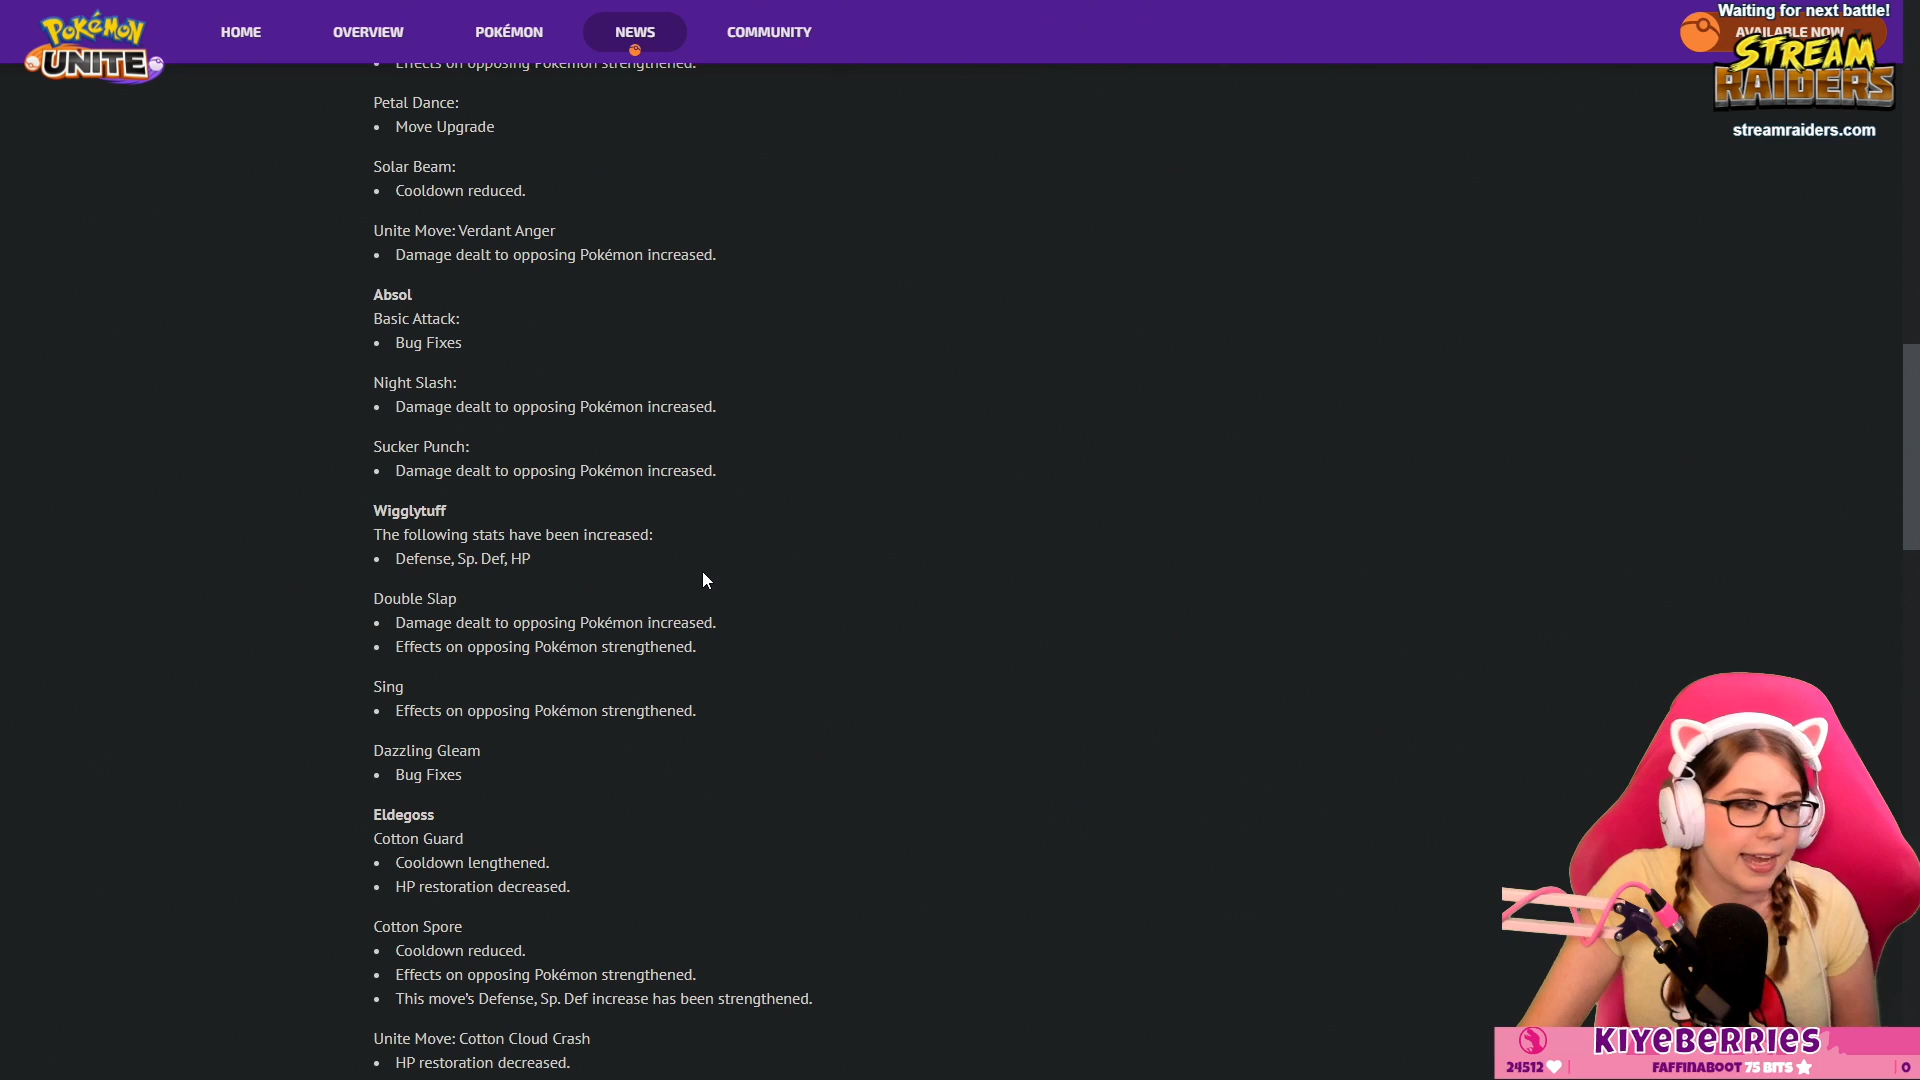 Pokémon
UNITE
HOME
OVERVIEW
POKÉMON
NEWS
COMMUNITY
Waiting for next battle!
AVAILABLE NOW
STREAM
RAIDERS
streamraiders.com
• Effects on opposing Pokémon strengthened.
Petal Dance:
• Move Upgrade
Solar Beam:
• Cooldown reduced.
Unite Move: Verdant Anger
• Damage dealt to opposing Pokémon increased.
Absol
Basic Attack:
• Bug Fixes
Night Slash:
• Damage dealt to opposing Pokémon increased.
Sucker Punch:
• Damage dealt to opposing Pokémon increased.
Wigglytuff
The following stats have been increased:
• Defense, Sp. Def, HP
Double Slap
• Damage dealt to opposing Pokémon increased.
• Effects on opposing Pokémon strengthened.
Sing
• Effects on opposing Pokémon strengthened.
Dazzling Gleam
• Bug Fixes
Eldegoss
Cotton Guard
• Cooldown lengthened.
• HP restoration decreased.
Cotton Spore
• Cooldown reduced.
• Effects on opposing Pokémon strengthened.
• This move's Defense, Sp. Def increase has been strengthened.
Unite Move: Cotton Cloud Crash
• HP restoration decreased.
KIYEBERRIES
24512
FAFFINABOOT 75 BITS
0